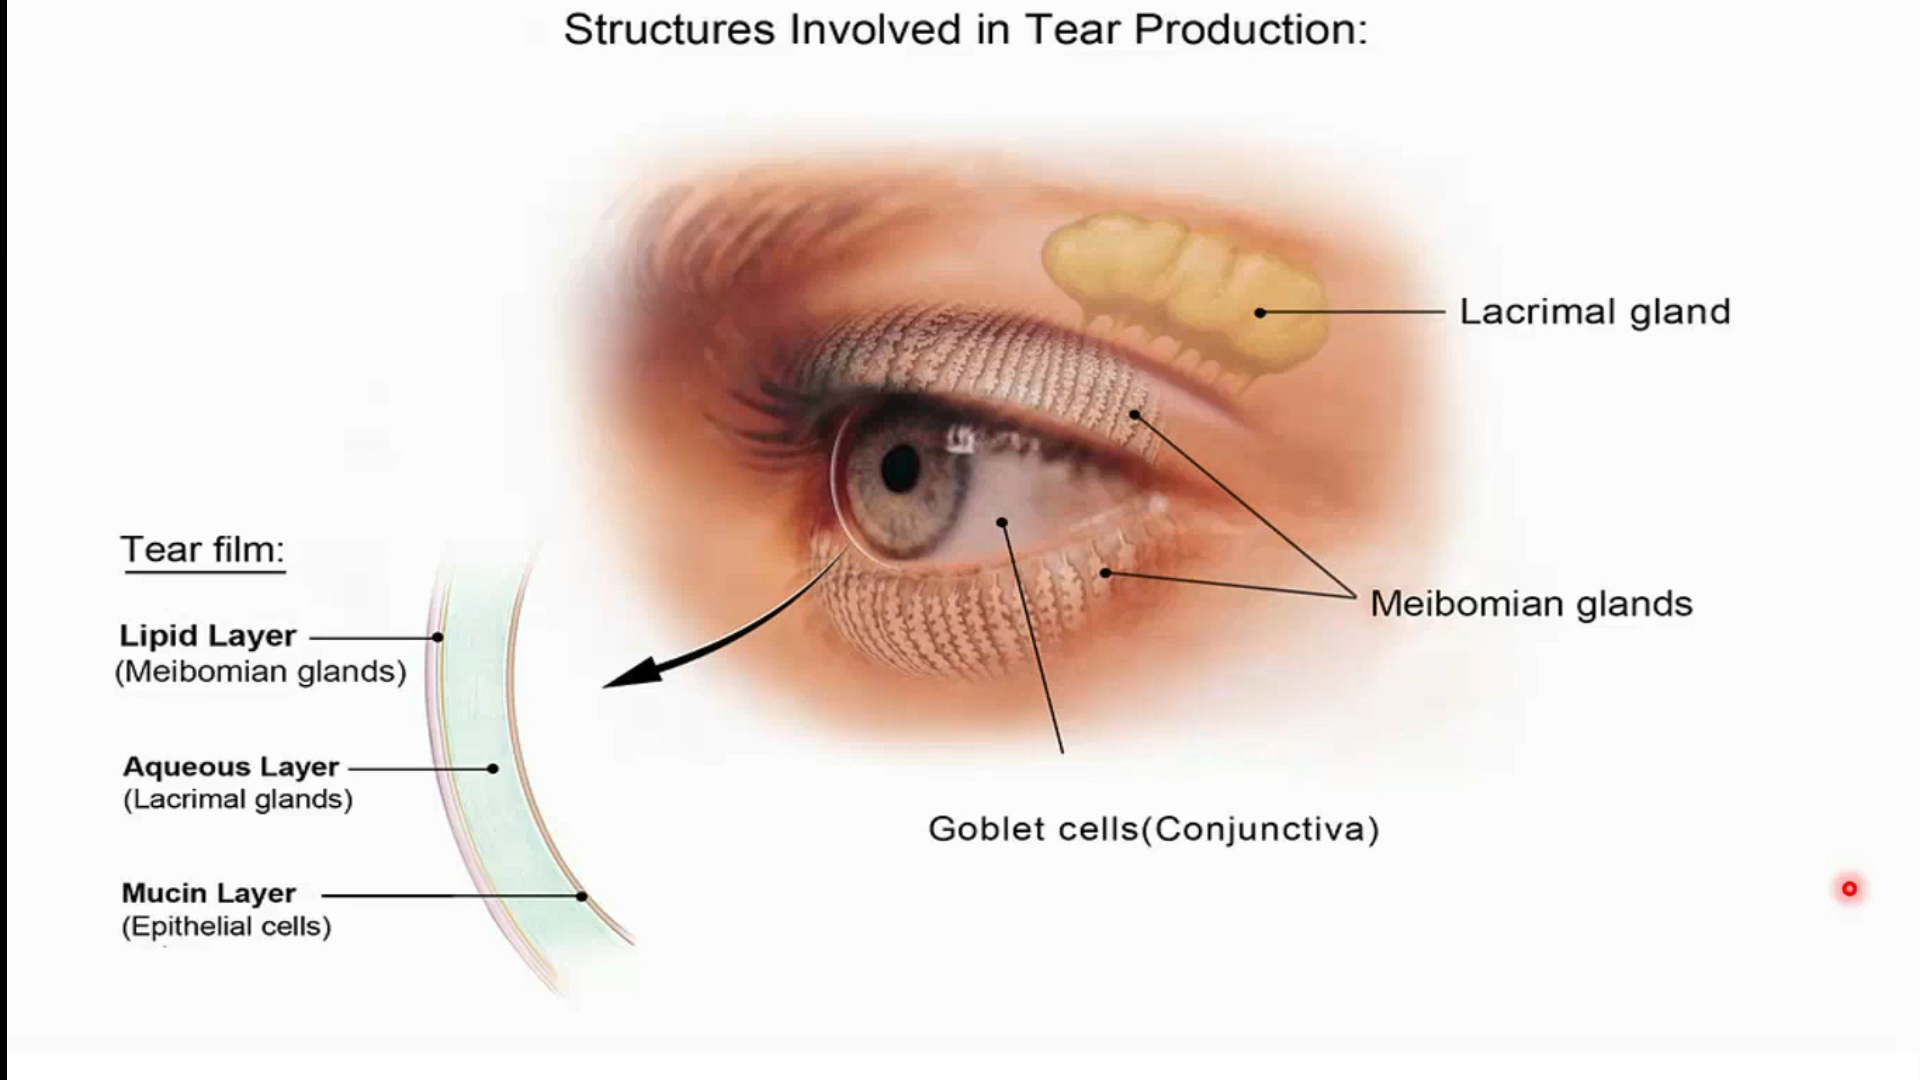 Structures Involved in Tear Production:
Lacrimal gland
Meibomian glands
Goblet cells(Conjunctiva)
Tear film:
Lipid Layer
(Meibomian glands)
Aqueous Layer
(Lacrimal glands)
Mucin Layer
(Epithelial cells)